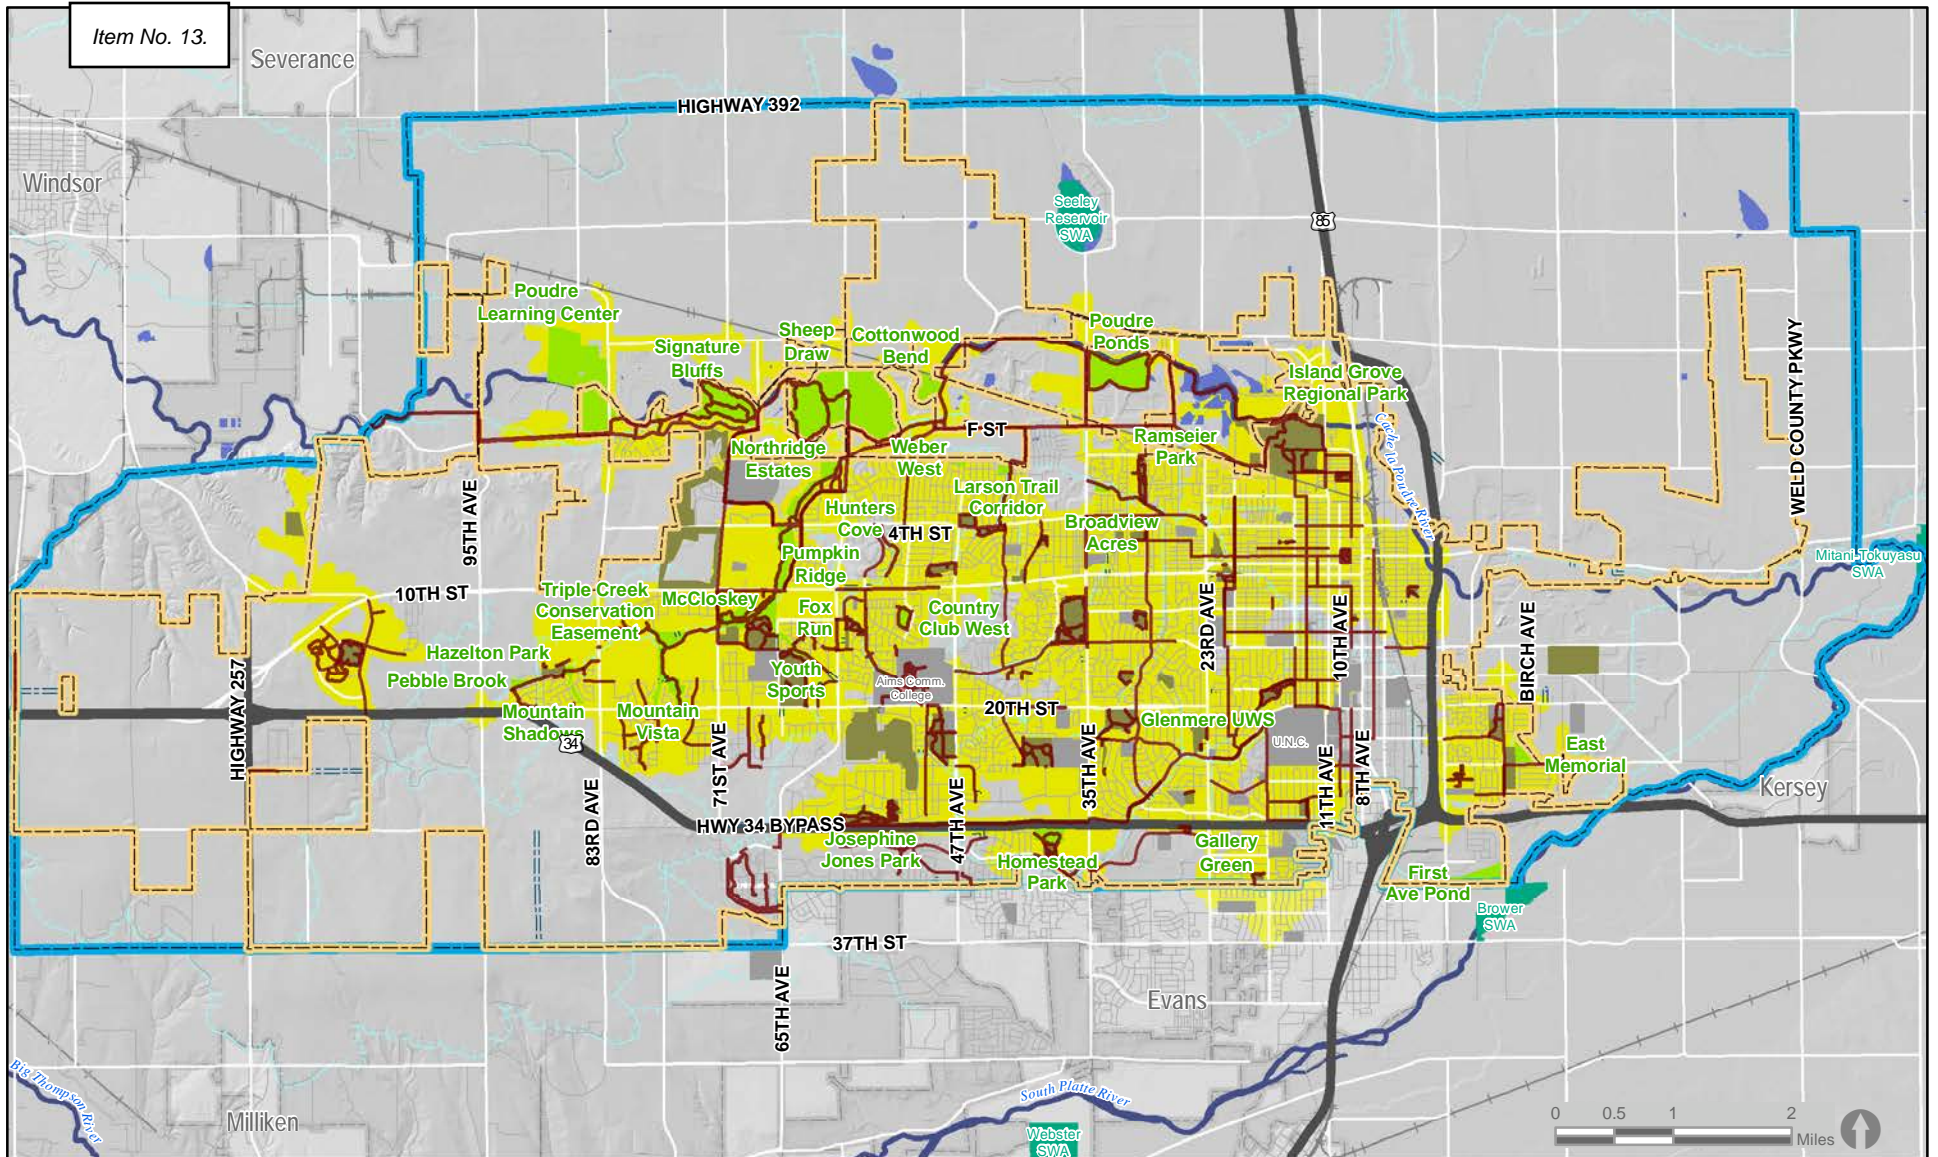 Item No. 13.
Severance
HIGHWAY 392
Windsor
Seeley
Reservoir
SWA
85
Poudre
Learning Center
Signature
Bluffs
Sheep
Draw
Cottonwood
Bend
Poudre
Ponds
Island Grove
Regional Park
WELD COUNTY PKWY
Cache la Poudre River
F ST
Northridge
Estates
Weber
West
Ramseier
Park
95TH AVE
Hunters
Cove
4TH ST
Larson Trail
Corridor
Broadview
Acres
Pumpkin
Ridge
Mitani-Tokuyasu
SWA
10TH ST
Triple Creek
Conservation
Easement
McCloskey
Fox
Run
Country
Club West
23RD AVE
10TH AVE
BIRCH AVE
Hazelton Park
Pebble Brook
Youth
Sports
Aims Comm.
College
HIGHWAY 257
Mountain
Shadows
34
Mountain
Vista
71ST AVE
20TH ST
35TH AVE
Glenmere UWS
U.N.C.
11TH AVE
8TH AVE
East
Memorial
Kersey
83RD AVE
HWY 34 BYPASS
47TH AVE
Josephine
Jones Park
Homestead
Park
Gallery
Green
First
Ave Pond
Brower
SWA
37TH ST
65TH AVE
Evans
Big Thompson River
Milliken
South Platte River
Webster
SWA
0 0.5 1 2
Miles